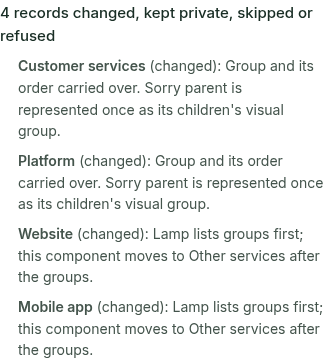 4 records changed, kept private, skipped or
refused
Customer services (changed): Group and its
order carried over. Sorry parent is
represented once as its children's visual
group.
Platform (changed): Group and its order
carried over. Sorry parent is represented once
as its children's visual group.
Website (changed): Lamp lists groups first;
this component moves to Other services after
the groups.
Mobile app (changed): Lamp lists groups first;
this component moves to Other services after
the groups.